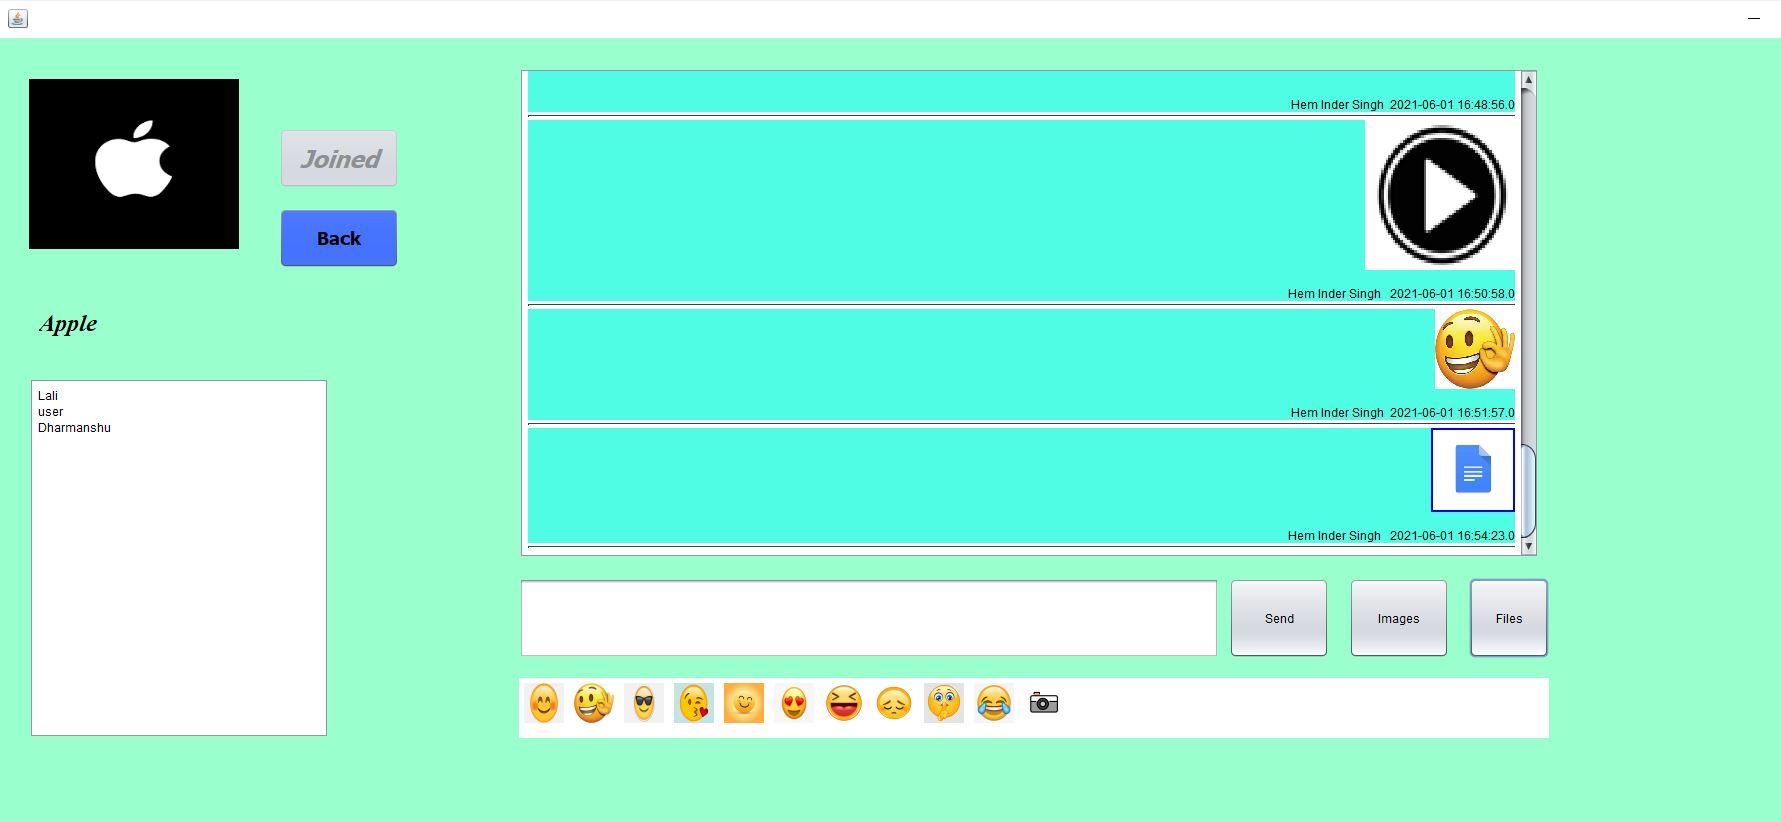 Joined
Back
Apple
Lali
user
Dharmanshu
Hem Inder Singh 2021-06-01 16:48:56.0
Hem Inder Singh 2021-06-01 16:50:58.0
Hem Inder Singh 2021-06-01 16:51:57.0
Hem Inder Singh 2021-06-01 16:54:23.0
Send
Images
Files